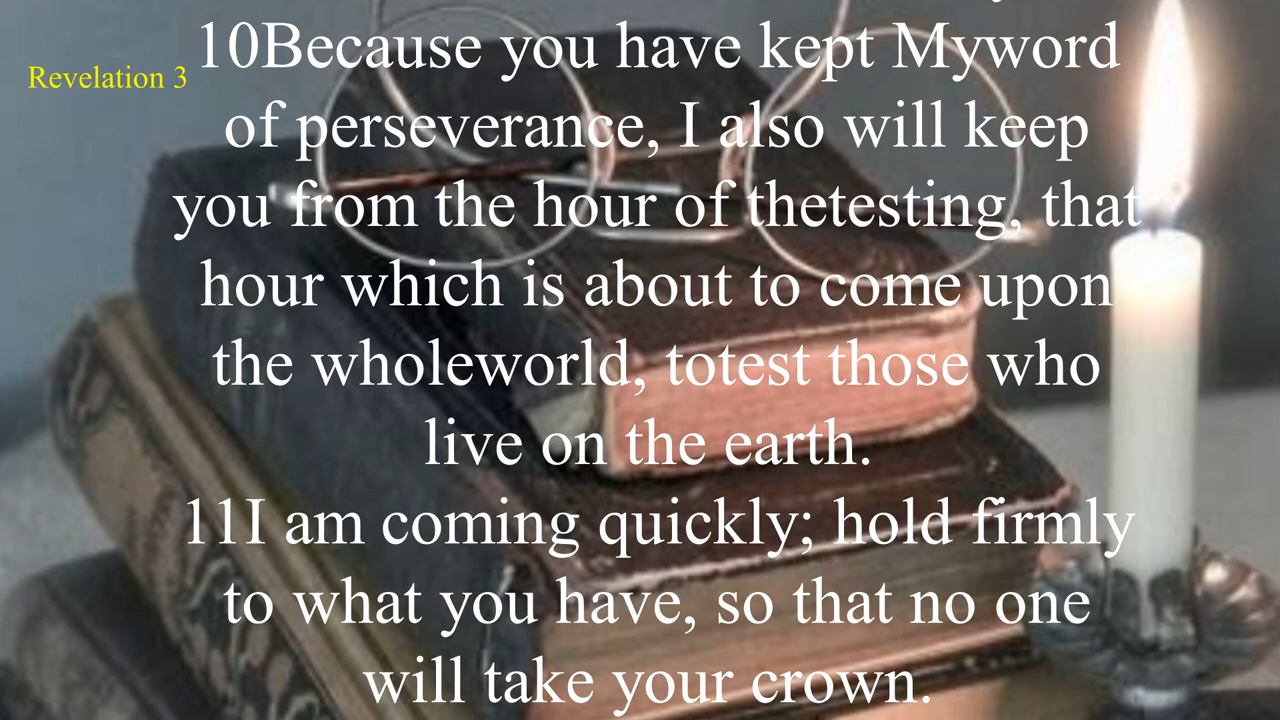 Revelation 3
10Because you have kept Myword
of perseverance, I also will keep
you from the hour of thetesting, that
hour which is about to come upon
the wholeworld, totest those who
live on the earth.
11I am coming quickly; hold firmly
to what you have, so that no one
will take your crown.